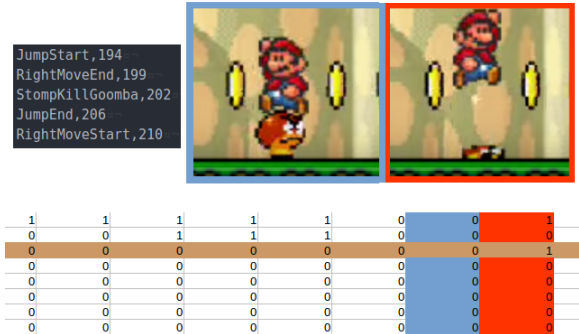 JumpStart,194
RightMoveEnd,199
StompKillGoomba,202
JumpEnd,206
RightMoveStart,210
1 1 1 1 1 0 0 1
0 0 1 1 1 0 0 0
0 0 0 0 0 0 0 1
0 0 0 0 0 0 0 0
0 0 0 0 0 0 0 0
0 0 0 0 0 0 0 0
0 0 0 0 0 0 0 0